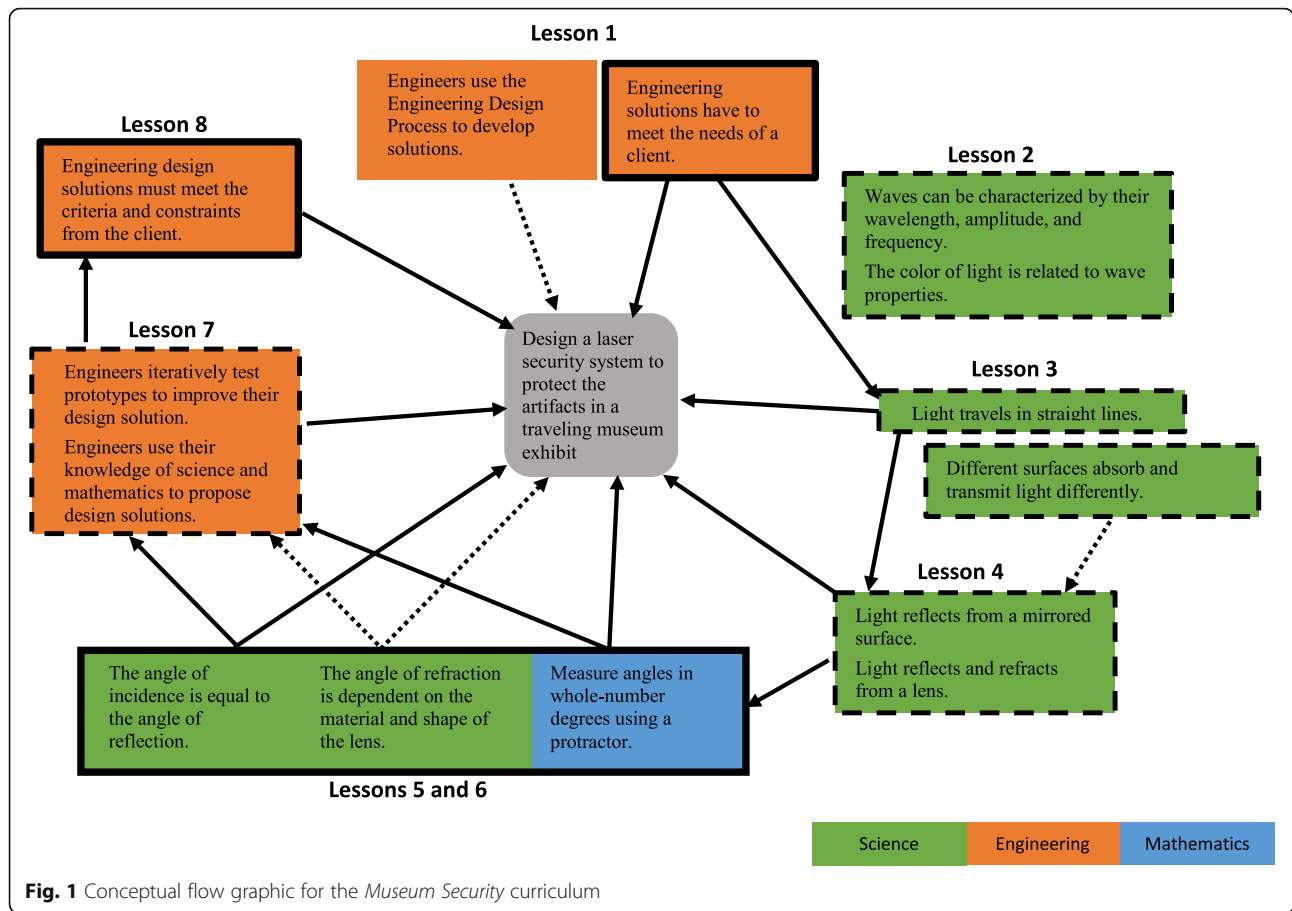 Lesson 1
Engineers use the
Engineering Design
Process to develop
solutions.
Engineering
solutions have to
meet the needs of a
client.
Lesson 8
Engineering design
solutions must meet the
criteria and constraints
from the client.
Lesson 2
Waves can be characterized by their
wavelength, amplitude, and
frequency.
The color of light is related to wave
properties.
Lesson 7
Engineers iteratively test
prototypes to improve their
design solution.
Engineers use their
knowledge of science and
mathematics to propose
design solutions.
Design a laser
security system to
protect the
artifacts in a
traveling museum
exhibit
Lesson 3
Light travels in straight lines.
Different surfaces absorb and
transmit light differently.
Lesson 4
Light reflects from a mirrored
surface.
Light reflects and refracts
from a lens.
The angle of
incidence is equal to
the angle of
reflection.
The angle of refraction
is dependent on the
material and shape of
the lens.
Measure angles in
whole-number
degrees using a
protractor.
Lessons 5 and 6
Science
Engineering
Mathematics
Fig. 1 Conceptual flow graphic for the Museum Security curriculum